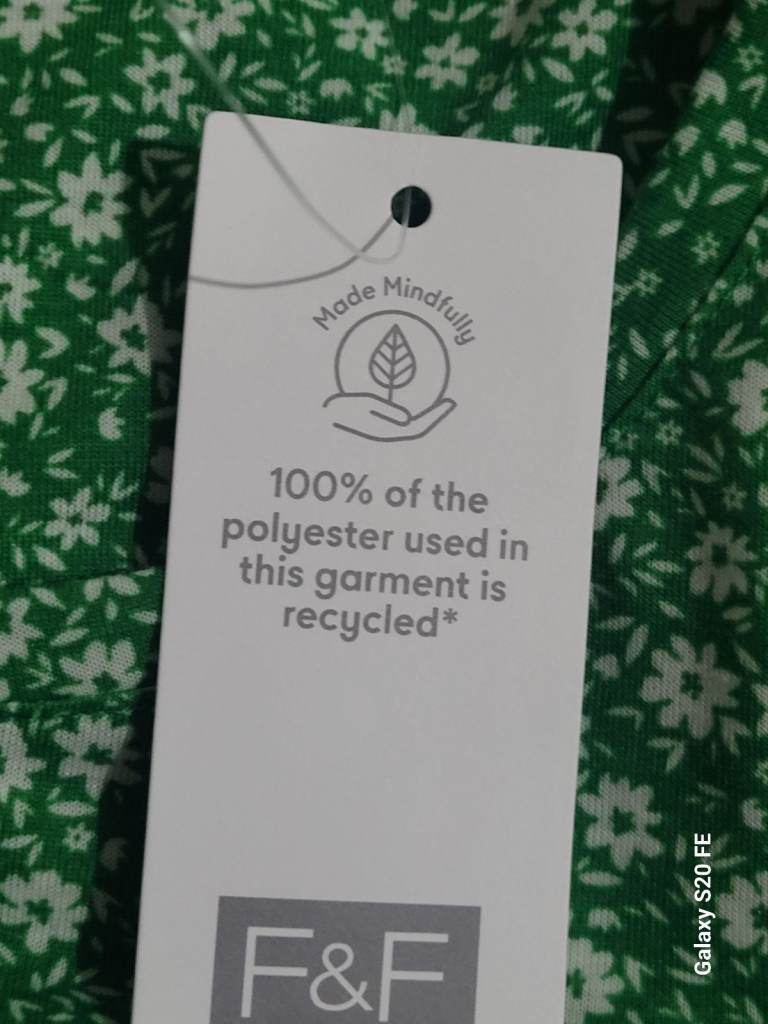 Made Mindfully
100% of the
polyester used in
this garment is
recycled*
F&F
Galaxy S20 FE